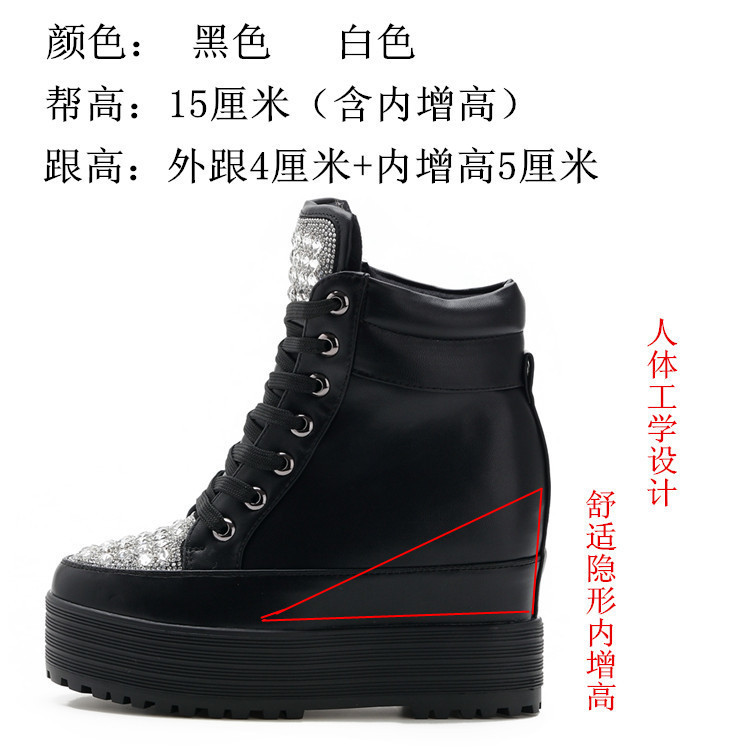 颜色： 黑色 白色
帮高：15厘米（含内增高）
跟高：外跟4厘米+内增高5厘米
人体工学设计
舒适隐形内增高